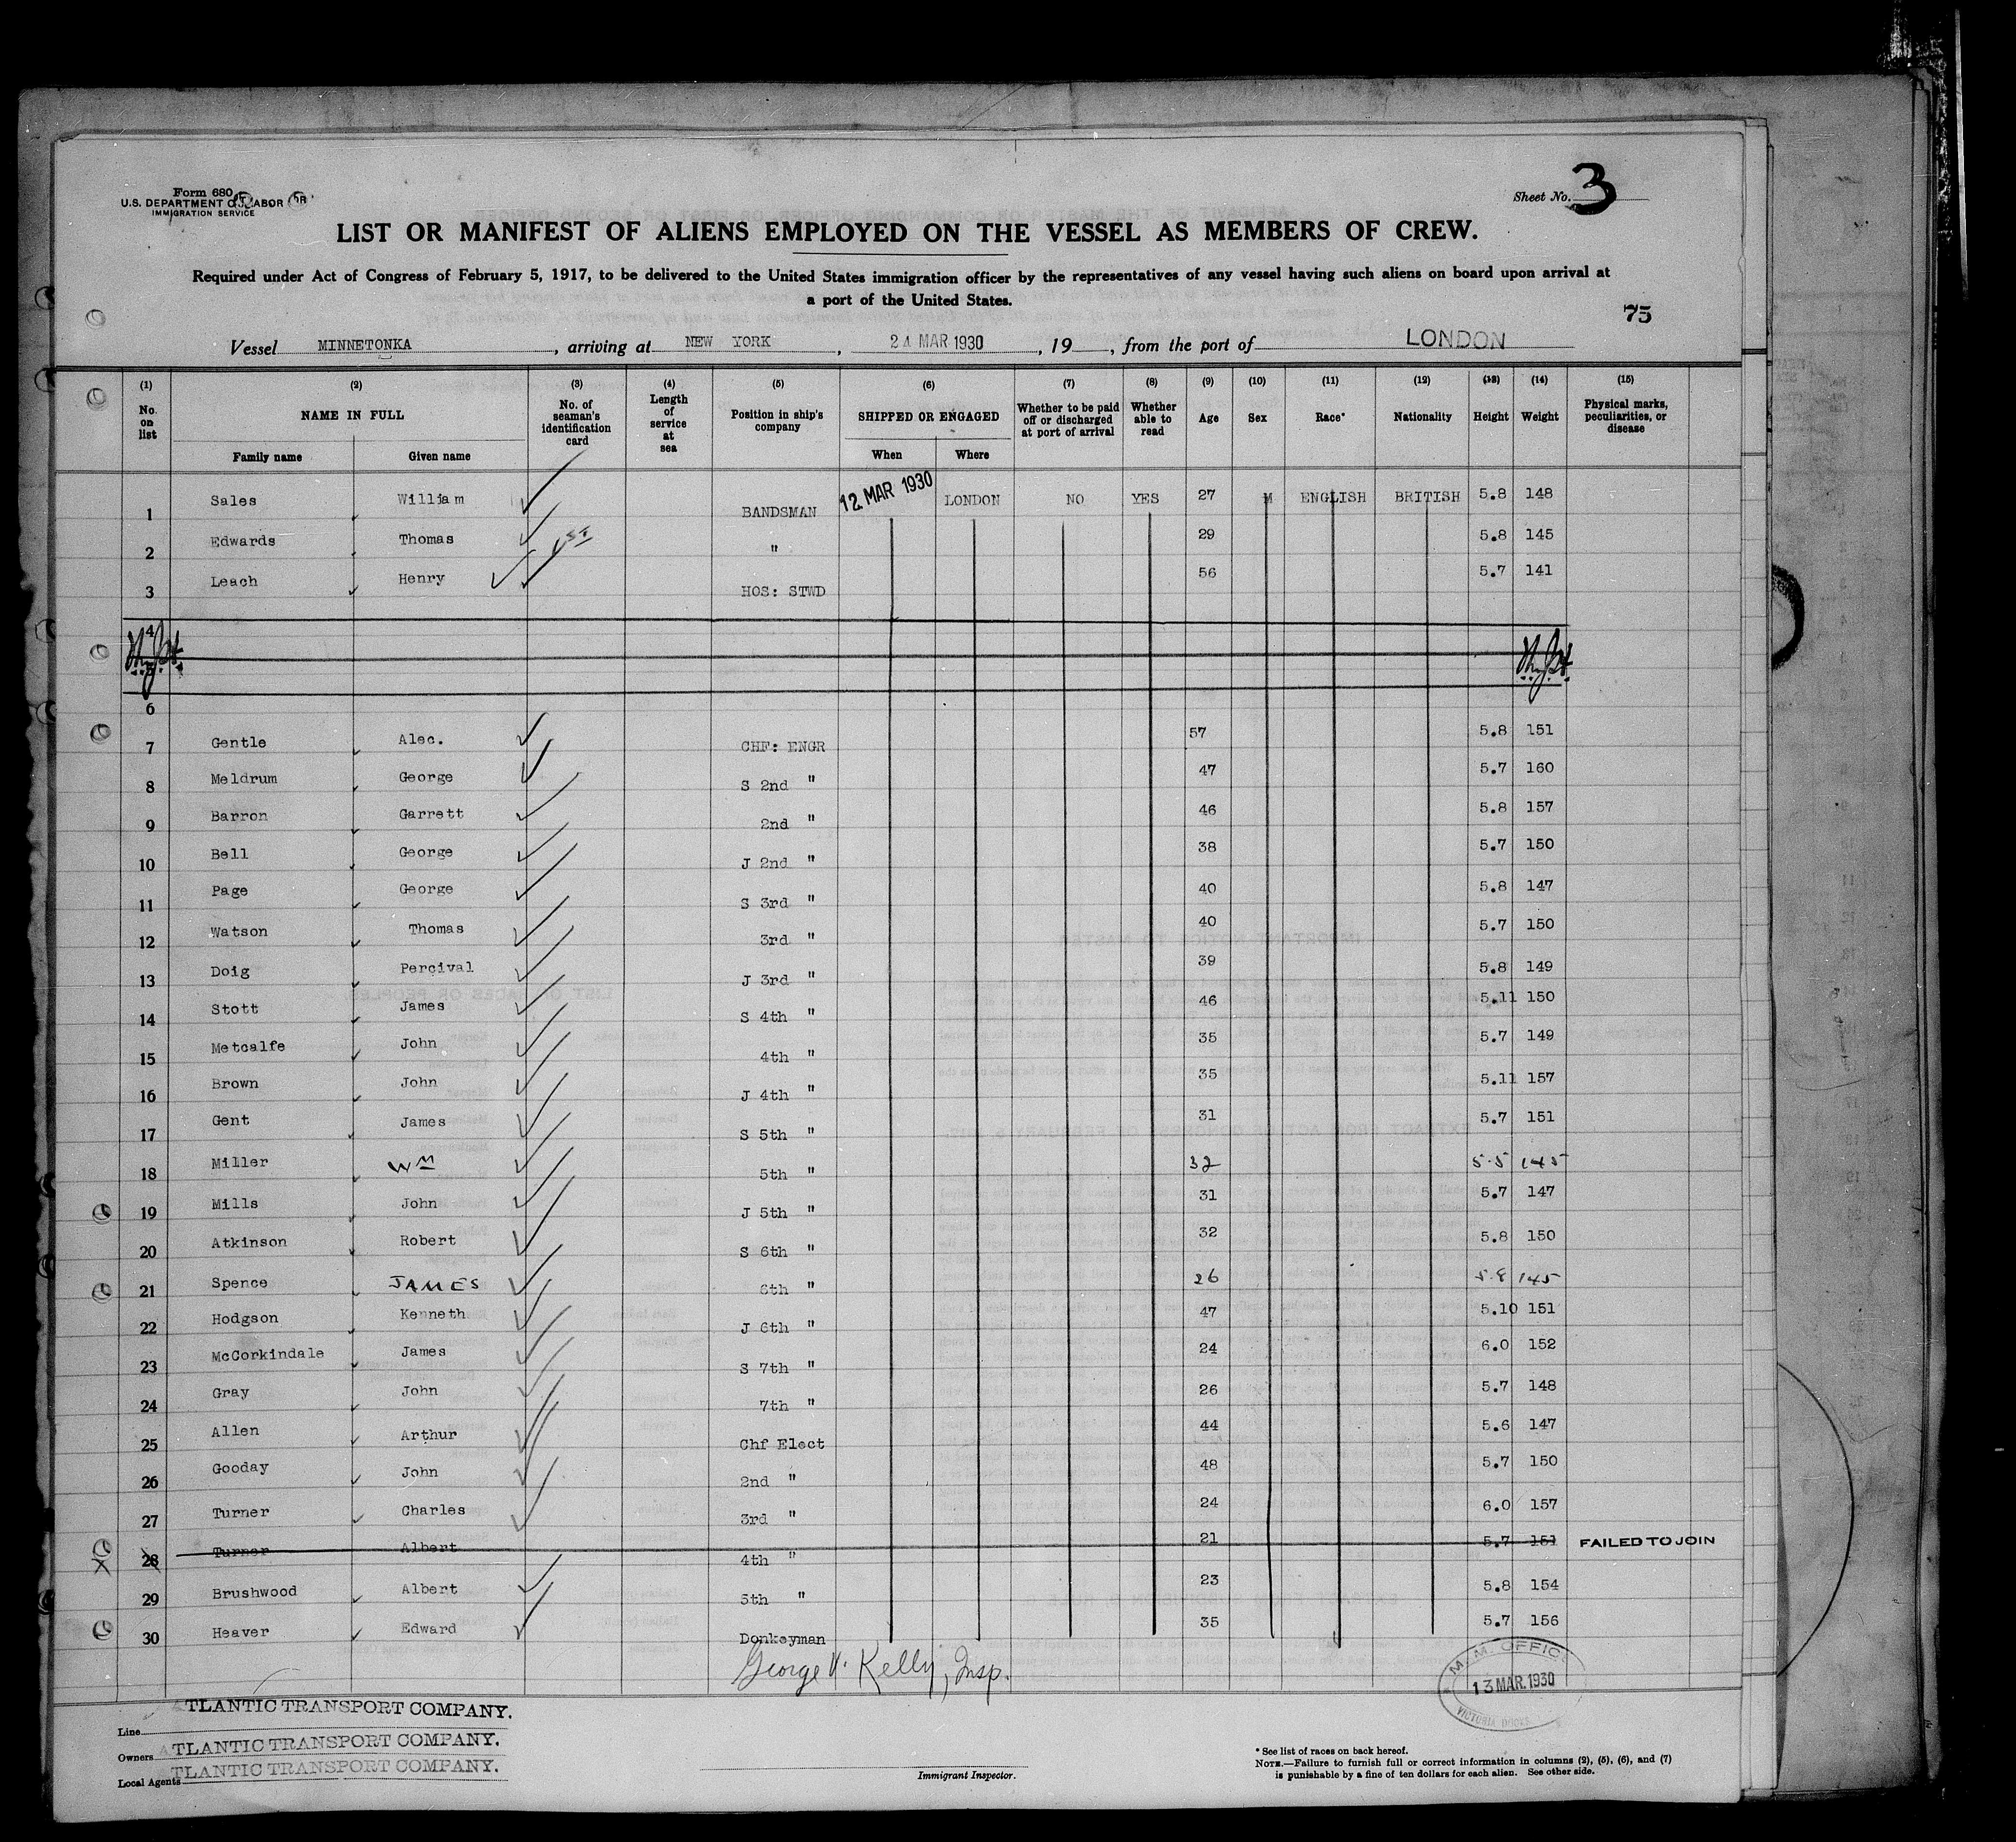 Form 680
U.S. DEPARTMENT OF LABOR
IMMIGRATION SERVICE
5R
Sheet No. 3
LIST OR MANIFEST OF ALIENS EMPLOYED ON THE VESSEL AS MEMBERS OF CREW.
Required under Act of Congress of February 5, 1917, to be delivered to the United States immigration officer by the representatives of any vessel having such aliens on board upon arrival at
a port of the United States.
75
Vessel MINNETONKA, arriving at NEW YORK, 24 MAR 1930, 19, from the port of LONDON
(1) (2) (3) (4) (5) (6) (7) (8) (9) (10) (11) (12) (13) (14) (15)
No. on list NAME IN FULL No. of seaman's identification card Length of service at sea Position in ship's company SHIPPED OR ENGAGED Whether to be paid off or discharged at port of arrival Whether able to read Age Sex Race* Nationality Height Weight Physical marks, peculiarities, or disease
Family name Given name When Where
1 Sales William BANDSMAN 12 MAR 1930 LONDON NO YES 27 M ENGLISH BRITISH 5.8 148
2 Edwards Thomas " 29 5.8 145
3 Leach Henry 1st HOS: STWD 56 5.7 141
4
6
7 Gentle Alec. CHF: ENGR 57 5.8 151
8 Meldrum George S 2nd " 47 5.7 160
9 Barron Garrett 2nd " 46 5.8 157
10 Bell George J 2nd " 38 5.7 150
11 Page George S 3rd " 40 5.8 147
12 Watson Thomas 3rd " 40 5.7 150
13 Doig Percival J 3rd " 39 5.8 149
14 Stott James S 4th " 46 5.11 150
15 Metcalfe John 4th " 35 5.7 149
16 Brown John J 4th " 35 5.11 157
17 Gent James S 5th " 31 5.7 151
18 Miller WM 5th " 32 5.5 145
19 Mills John J 5th " 31 5.7 147
20 Atkinson Robert S 6th " 32 5.8 150
21 Spence JAMES 6th " 26 5.8 145
22 Hodgson Kenneth J 6th " 47 5.10 151
23 McCorkindale James S 7th " 24 6.0 152
24 Gray John 7th " 26 5.7 148
25 Allen Arthur Chf Elect 44 5.6 147
26 Gooday John 2nd " 48 5.7 150
27 Turner Charles 3rd " 24 6.0 157
X 28 Turner Albert 4th " 21 5.7 151 FAILED TO JOIN
29 Brushwood Albert 5th " 23 5.8 154
30 Heaver Edward Donkeyman 35 5.7 156
George V. Kelly, Insp.
M. M. OFFICE
13 MAR. 1930
VICTORIA DOCKS
Line ATLANTIC TRANSPORT COMPANY.
Owners ATLANTIC TRANSPORT COMPANY.
Local Agents ATLANTIC TRANSPORT COMPANY.
Immigrant Inspector.
* See list of races on back hereof.
NOTE.—Failure to furnish full or correct information in columns (2), (5), (6), and (7)
is punishable by a fine of ten dollars for each alien. See other side.